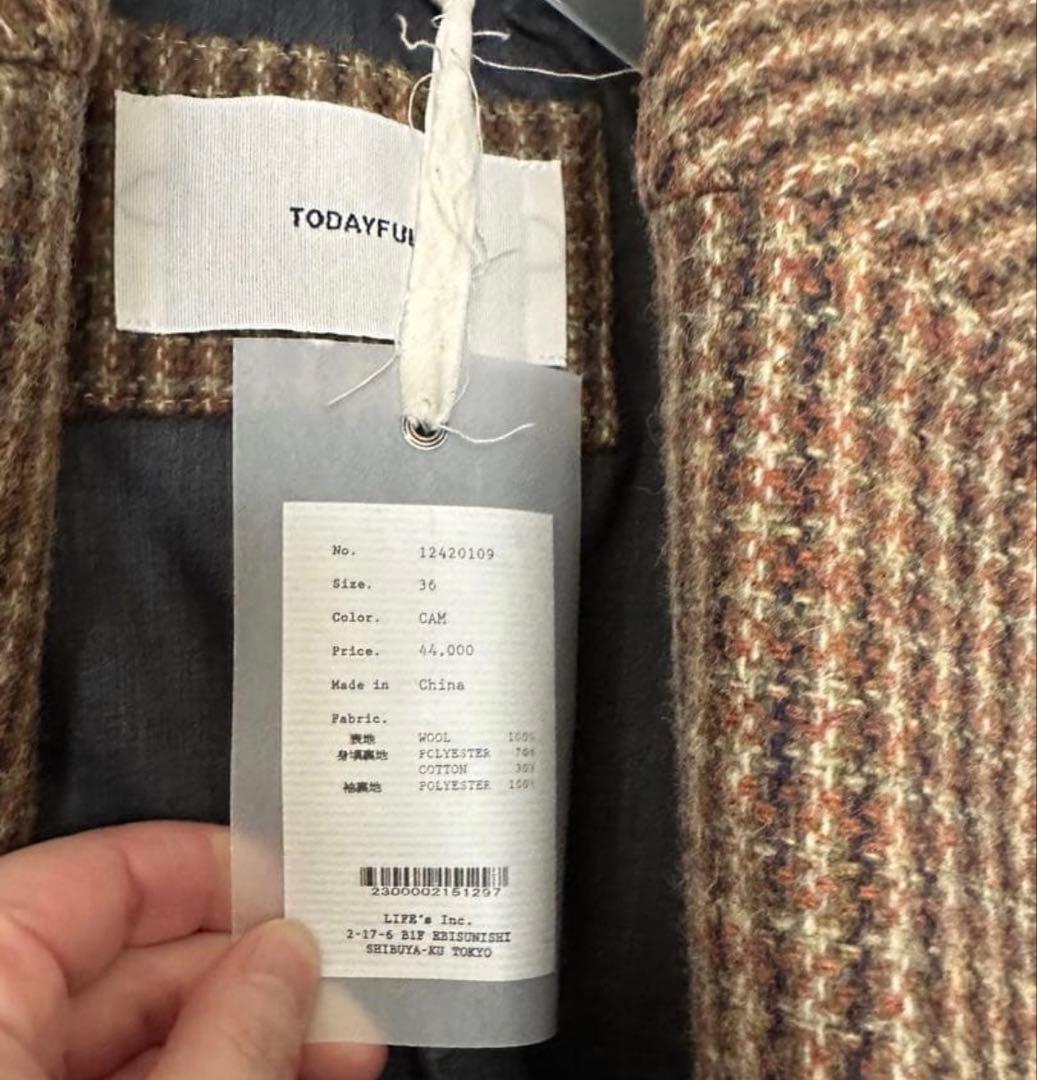 TODAYFUL
No. 12420109
Size. 36
Color. CAM
Price. 44,000
Made in China
Fabric.
表地 WOOL 100%
身頃裏地 POLYESTER 70%
COTTON 30%
袖裏地 POLYESTER 100%
2300002151297
LIFE's Inc.
2-17-6 B1F EBISUNISHI
SHIBUYA-KU TOKYO